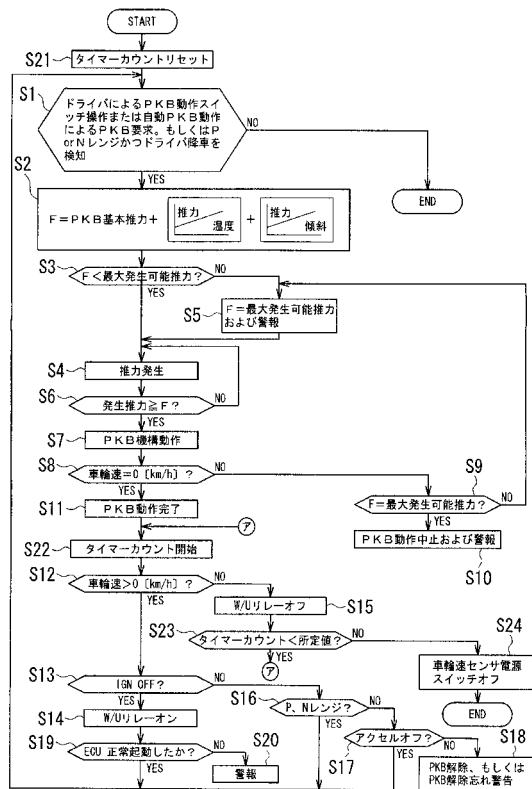 START
S21
タイマーカウントリセット
S1
ドライバによるＰＫＢ動作スイ
ッチ操作または自動ＰＫＢ動作
によるＰＫＢ要求。もしくはＰ
orＮレンジかつドライバ降車を
検知
NO
YES
END
S2
Ｆ＝ＰＫＢ基本推力＋
推力
湿度
＋
推力
傾斜
S3
Ｆ＜最大発生可能推力？
NO
YES
S5
Ｆ＝最大発生可能推力
および警報
S4
推力発生
S6
発生推力≧Ｆ？
NO
YES
S7
ＰＫＢ機構動作
S8
車輪速＝0〔km/h〕？
NO
YES
S9
Ｆ＝最大発生可能推力？
NO
YES
S11
ＰＫＢ動作完了
ア
ＰＫＢ動作中止および警報
S10
S22
タイマーカウント開始
S12
車輪速＞0〔km/h〕？
NO
YES
W/Uリレーオフ
S15
S23
タイマーカウント＜所定値？
NO
YES
ア
S24
車輪速センサ電源
スイッチオフ
END
S13
IGN OFF？
NO
YES
S16
P、Nレンジ？
NO
YES
S14
W/Uリレーオン
アクセルオフ？
NO
YES
S17
S18
PKB解除、もしくは
PKB解除忘れ警告
S19
ECU 正常起動したか？
NO
YES
S20
警報